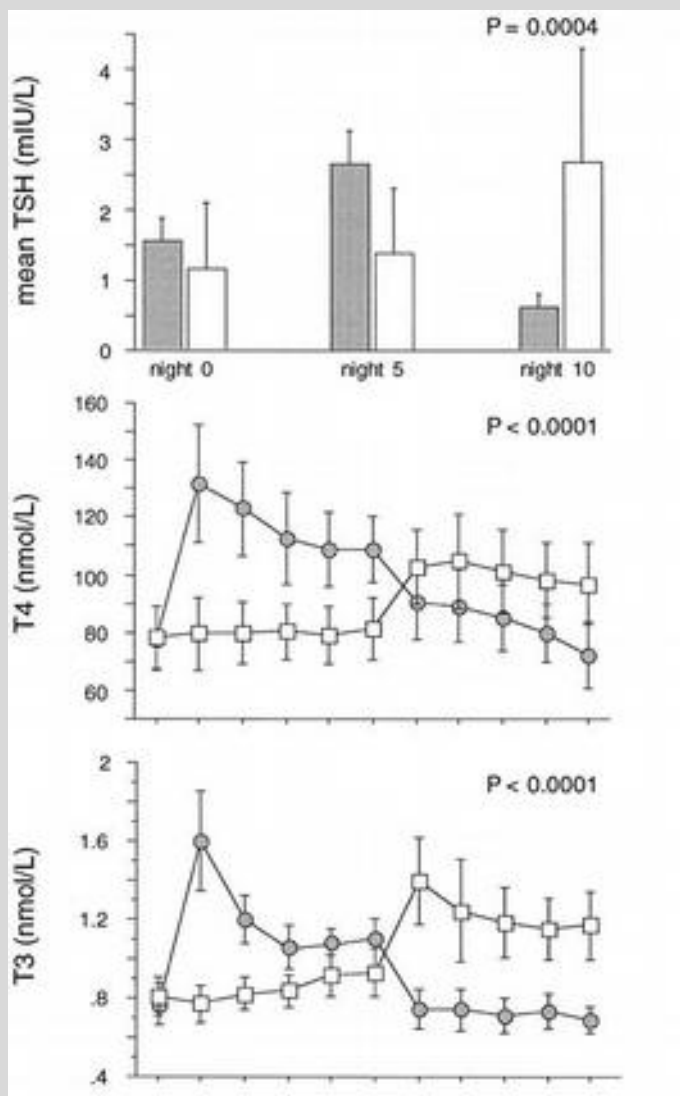 P = 0.0004
mean TSH (mIU/L)
4
3
2
1
0
night 0 night 5 night 10
P < 0.0001
T4 (nmol/L)
160
140
120
100
80
60
P < 0.0001
T3 (nmol/L)
2
1.6
1.2
.8
.4